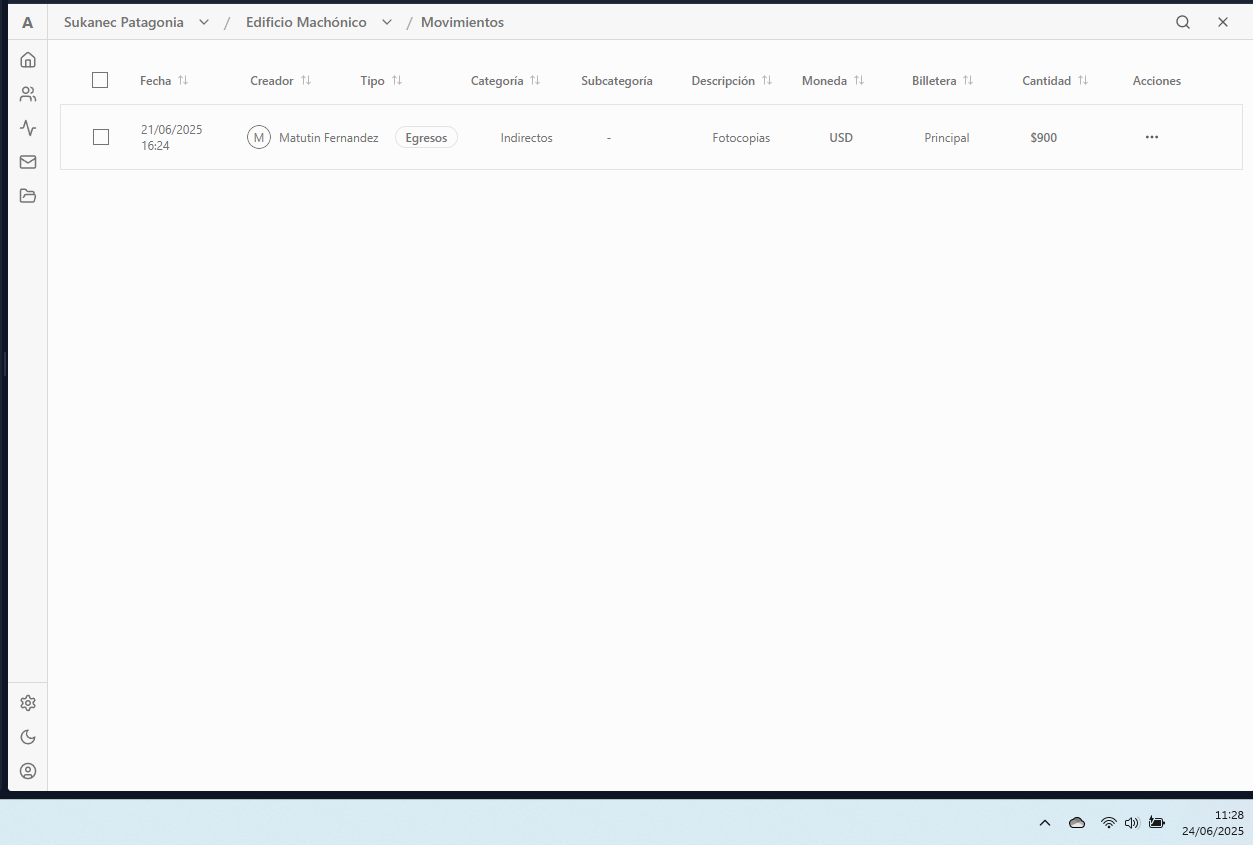 A Sukanec Patagonia / Edificio Machónico / Movimientos
Fecha Creador Tipo Categoría Subcategoría Descripción Moneda Billetera Cantidad Acciones
21/06/2025
16:24
M Matutin Fernandez Egresos Indirectos - Fotocopias USD Principal $900 ...
11:28
24/06/2025